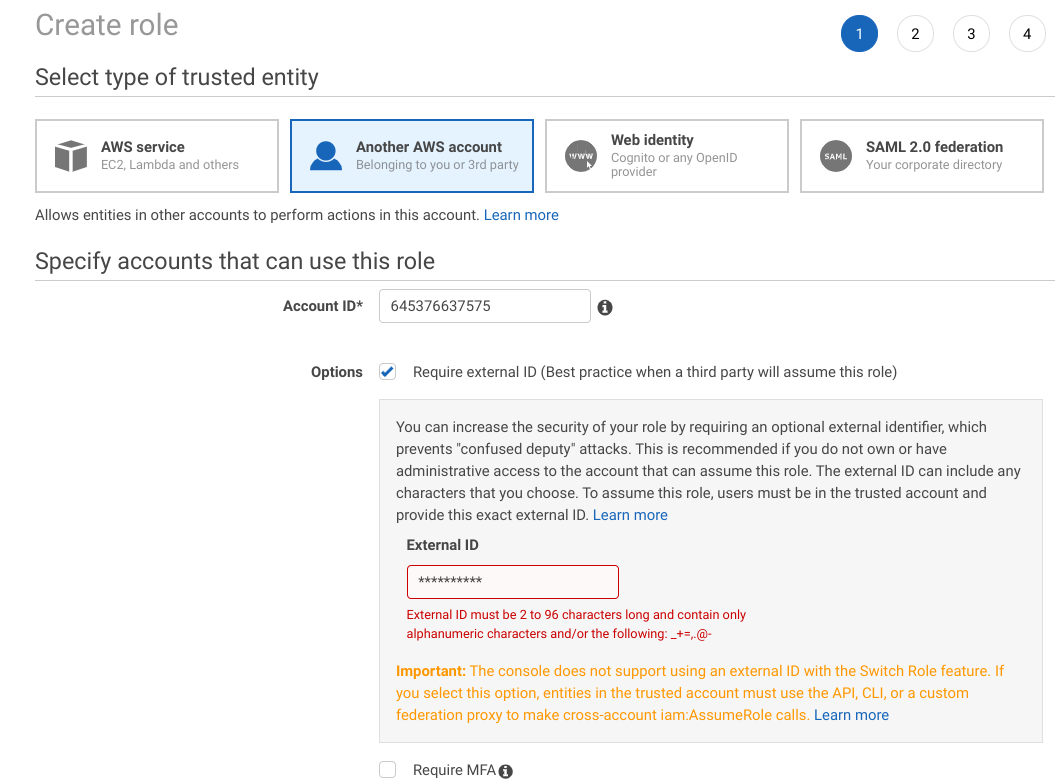 Create role
1
2
3
4
Select type of trusted entity
AWS service
EC2, Lambda and others
Another AWS account
Belonging to you or 3rd party
WWW
Web identity
Cognito or any OpenID
provider
SAML
SAML 2.0 federation
Your corporate directory
Allows entities in other accounts to perform actions in this account. Learn more
Specify accounts that can use this role
Account ID* 645376637575
Options Require external ID (Best practice when a third party will assume this role)
You can increase the security of your role by requiring an optional external identifier, which
prevents "confused deputy" attacks. This is recommended if you do not own or have
administrative access to the account that can assume this role. The external ID can include any
characters that you choose. To assume this role, users must be in the trusted account and
provide this exact external ID. Learn more
External ID
**********
External ID must be 2 to 96 characters long and contain only
alphanumeric characters and/or the following: _+=,.@-
Important: The console does not support using an external ID with the Switch Role feature. If
you select this option, entities in the trusted account must use the API, CLI, or a custom
federation proxy to make cross-account iam:AssumeRole calls. Learn more
Require MFA